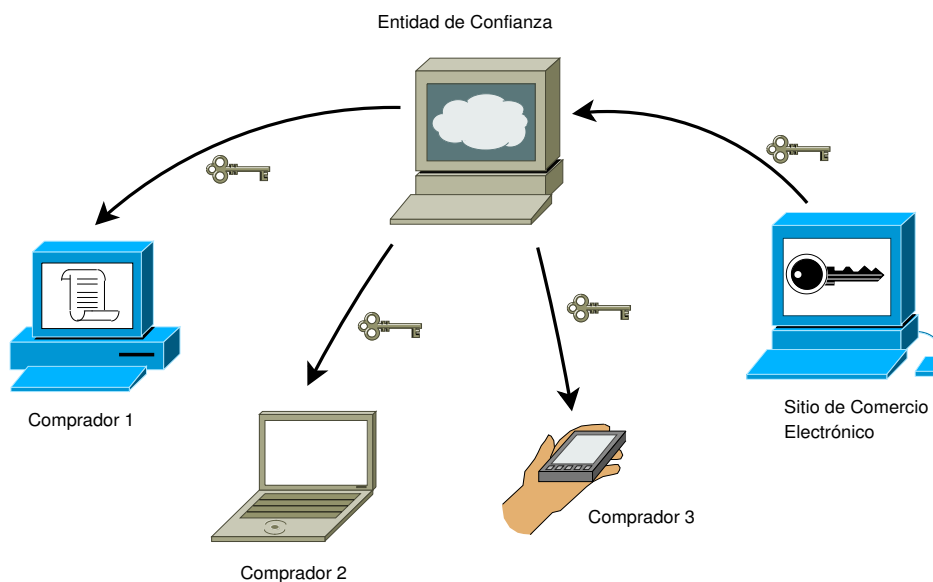 Entidad de Confianza
Comprador 1
Sitio de Comercio
Electrónico
Comprador 3
Comprador 2